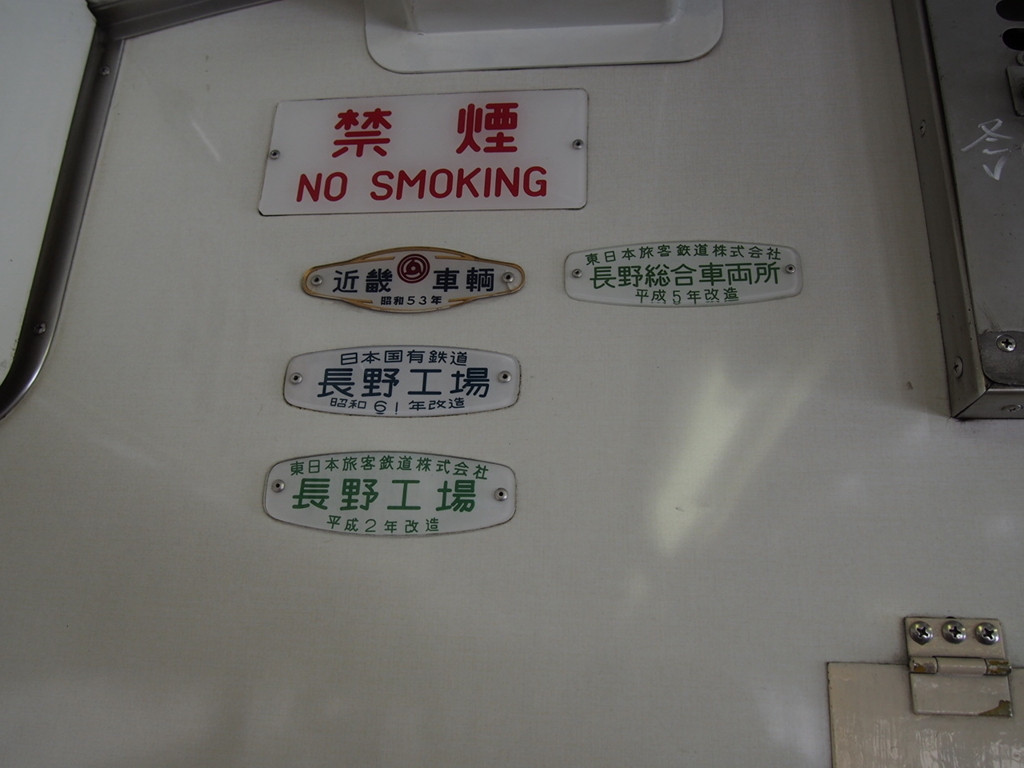 禁煙
NO SMOKING
近畿車輌
昭和53年
東日本旅客鉄道株式会社
長野総合車両所
平成5年改造
日本国有鉄道
長野工場
昭和61年改造
東日本旅客鉄道株式会社
長野工場
平成2年改造